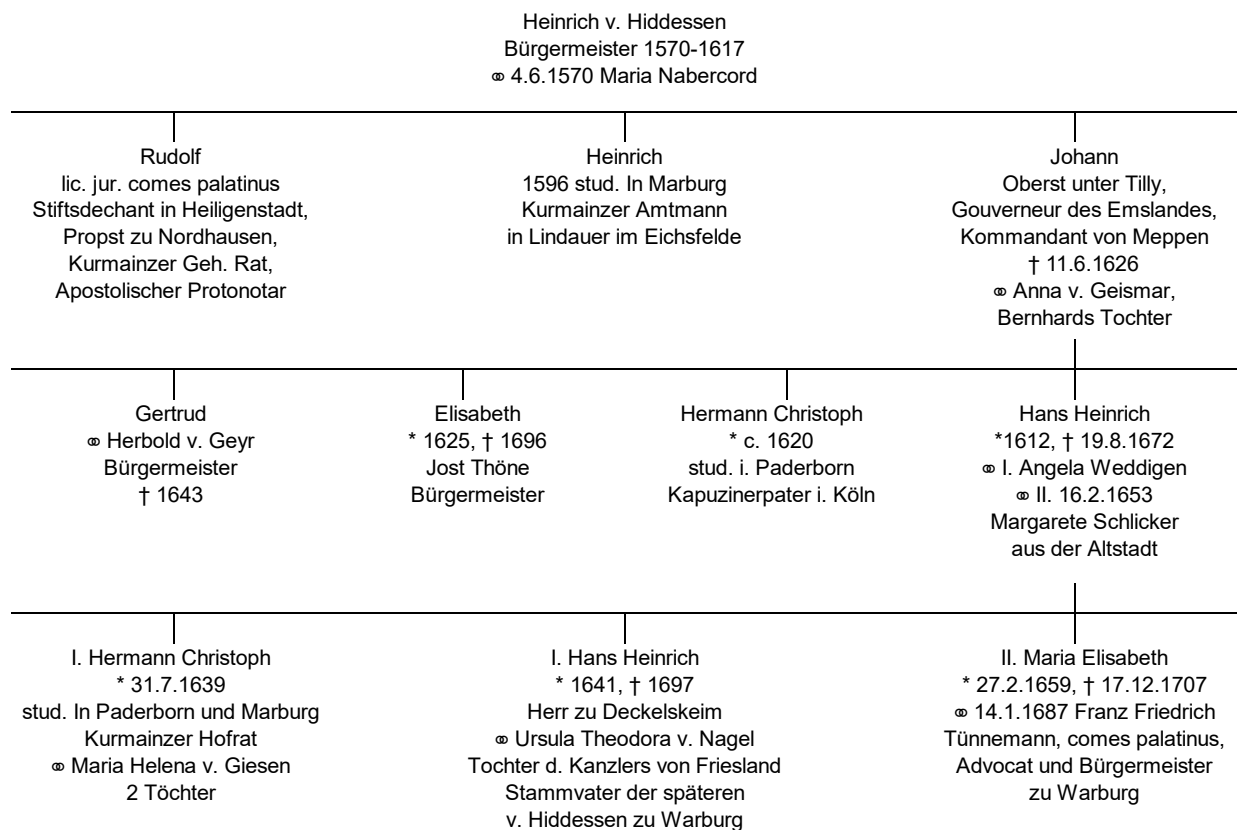 Heinrich v. Hiddessen
Bürgermeister 1570-1617
⚭ 4.6.1570 Maria Nabercord
Rudolf
lic. jur. comes palatinus
Stiftsdechant in Heiligenstadt,
Propst zu Nordhausen,
Kurmainzer Geh. Rat,
Apostolischer Protonotar
Heinrich
1596 stud. In Marburg
Kurmainzer Amtmann
in Lindauer im Eichsfelde
Johann
Oberst unter Tilly,
Gouverneur des Emslandes,
Kommandant von Meppen
† 11.6.1626
⚭ Anna v. Geismar,
Bernhards Tochter
Gertrud
⚭ Herbold v. Geyr
Bürgermeister
† 1643
Elisabeth
* 1625, † 1696
Jost Thöne
Bürgermeister
Hermann Christoph
* c. 1620
stud. i. Paderborn
Kapuzinerpater i. Köln
Hans Heinrich
*1612, † 19.8.1672
⚭ I. Angela Weddigen
⚭ II. 16.2.1653
Margarete Schlicker
aus der Altstadt
I. Hermann Christoph
* 31.7.1639
stud. In Paderborn und Marburg
Kurmainzer Hofrat
⚭ Maria Helena v. Giesen
2 Töchter
I. Hans Heinrich
* 1641, † 1697
Herr zu Deckelskeim
⚭ Ursula Theodora v. Nagel
Tochter d. Kanzlers von Friesland
Stammvater der späteren
v. Hiddessen zu Warburg
II. Maria Elisabeth
* 27.2.1659, † 17.12.1707
⚭ 14.1.1687 Franz Friedrich
Tünnemann, comes palatinus,
Advocat und Bürgermeister
zu Warburg